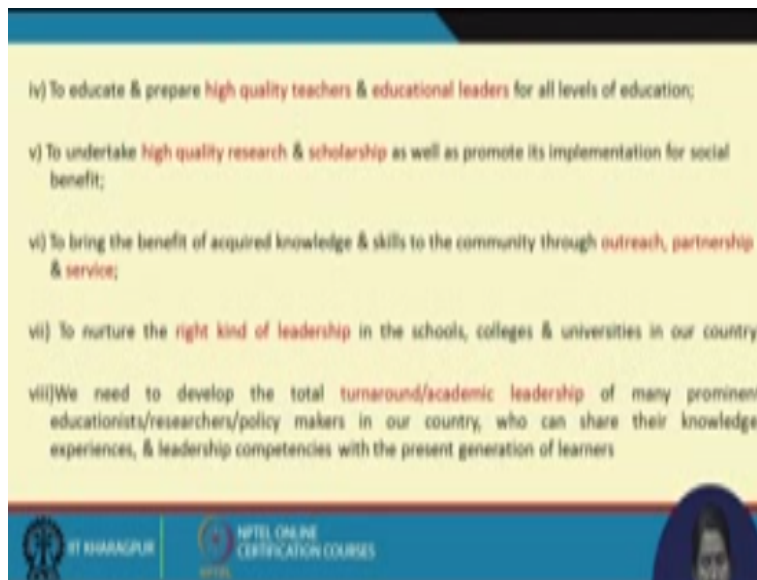 iv) To educate & prepare high quality teachers & educational leaders for all levels of education;
v) To undertake high quality research & scholarship as well as promote its implementation for social
benefit;
vi) To bring the benefit of acquired knowledge & skills to the community through outreach, partnership
& service;
vii) To nurture the right kind of leadership in the schools, colleges & universities in our country
viii)We need to develop the total turnaround/academic leadership of many prominen
educationists/researchers/policy makers in our country, who can share their knowledge
experiences, & leadership competencies with the present generation of learners
IIT KHARAGPUR
NPTEL
NPTEL ONLINE
CERTIFICATION COURSES